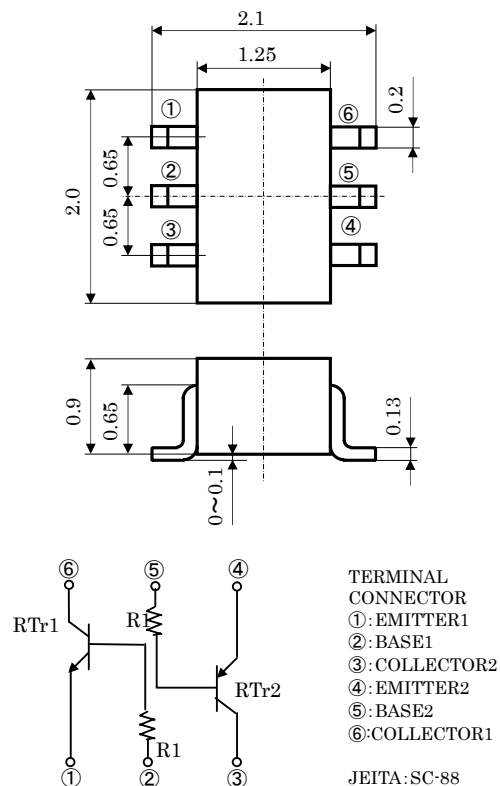 2.1
1.25
① ⑥
0.2
0.65
② ⑤
2.0
0.65
③ ④
0.9
0.65
0.13
0~0.1
⑥ ⑤ ④
R1
RTr1
RTr2
R1
① ② ③
TERMINAL
CONNECTOR
①:EMITTER1
②:BASE1
③:COLLECTOR2
④:EMITTER2
⑤:BASE2
⑥:COLLECTOR1
JEITA:SC-88